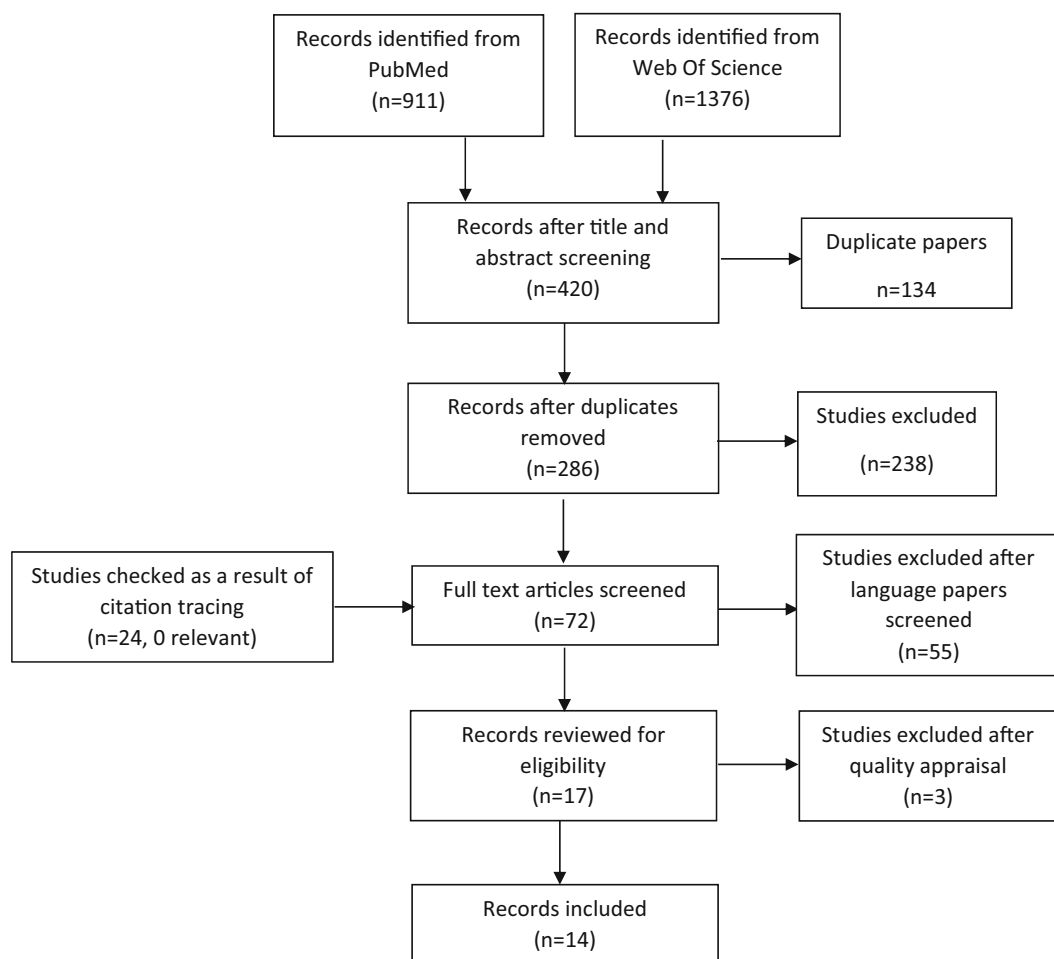 Records identified from
PubMed
(n=911)
Records identified from
Web Of Science
(n=1376)
Records after title and
abstract screening
(n=420)
Duplicate papers
n=134
Records after duplicates
removed
(n=286)
Studies excluded
(n=238)
Studies checked as a result of
citation tracing
(n=24, 0 relevant)
Full text articles screened
(n=72)
Studies excluded after
language papers
screened
(n=55)
Records reviewed for
eligibility
(n=17)
Studies excluded after
quality appraisal
(n=3)
Records included
(n=14)